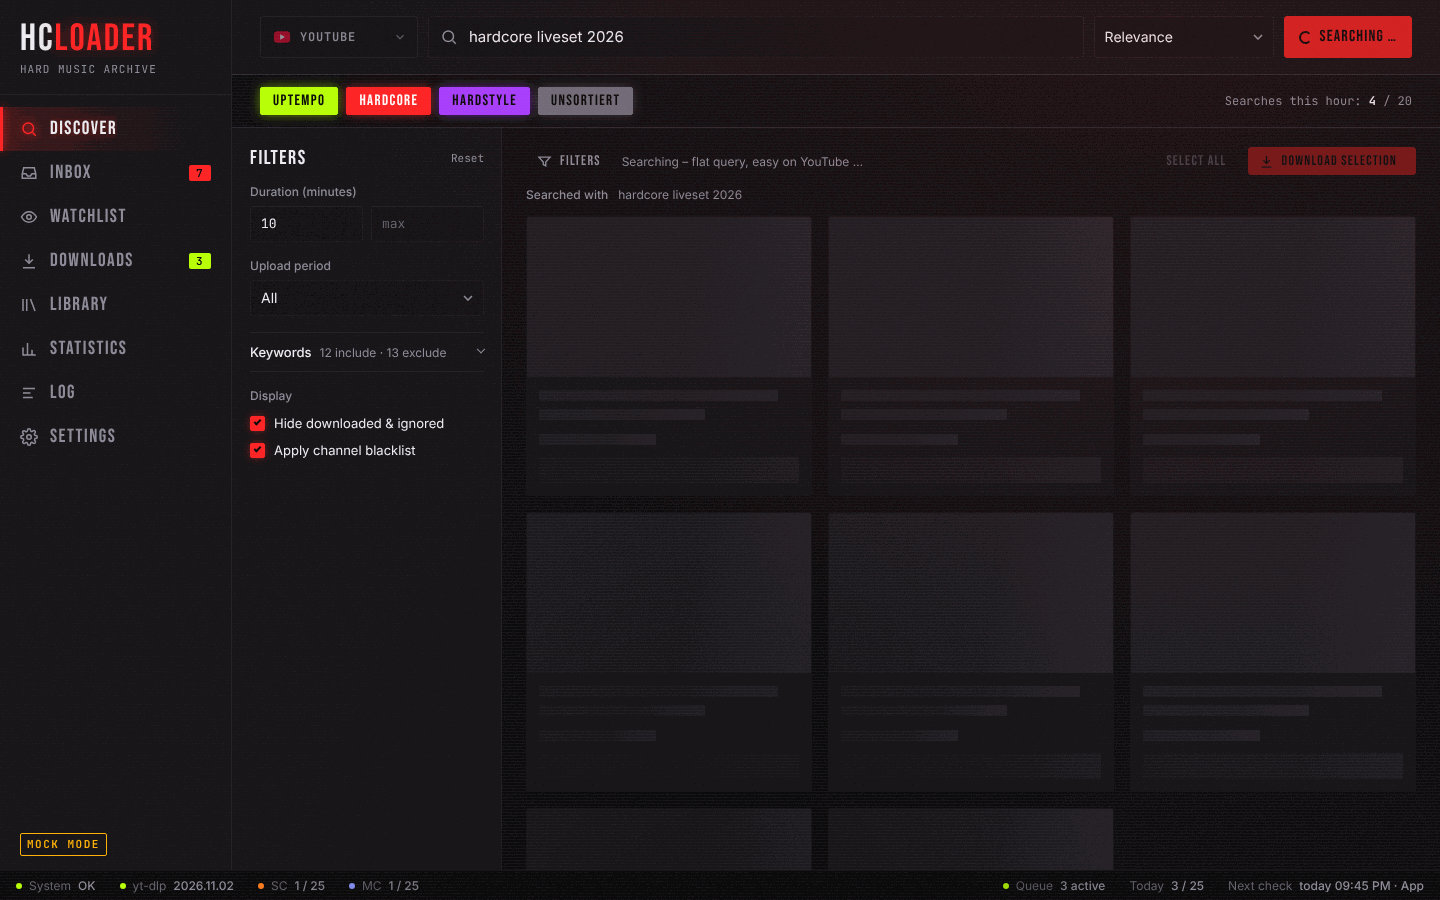 HCLOADER
HARD MUSIC ARCHIVE
DISCOVER
INBOX 7
WATCHLIST
DOWNLOADS 3
LIBRARY
STATISTICS
LOG
SETTINGS
MOCK MODE
YOUTUBE
hardcore liveset 2026
Relevance
SEARCHING …
UPTEMPO HARDCORE HARDSTYLE UNSORTIERT
Searches this hour: 4 / 20
FILTERS Reset
Duration (minutes)
10 max
Upload period
All
Keywords 12 include · 13 exclude
Display
Hide downloaded & ignored
Apply channel blacklist
FILTERS Searching – flat query, easy on YouTube …
SELECT ALL DOWNLOAD SELECTION
Searched with hardcore liveset 2026
System OK yt-dlp 2026.11.02 SC 1 / 25 MC 1 / 25
Queue 3 active Today 3 / 25 Next check today 09:45 PM · App